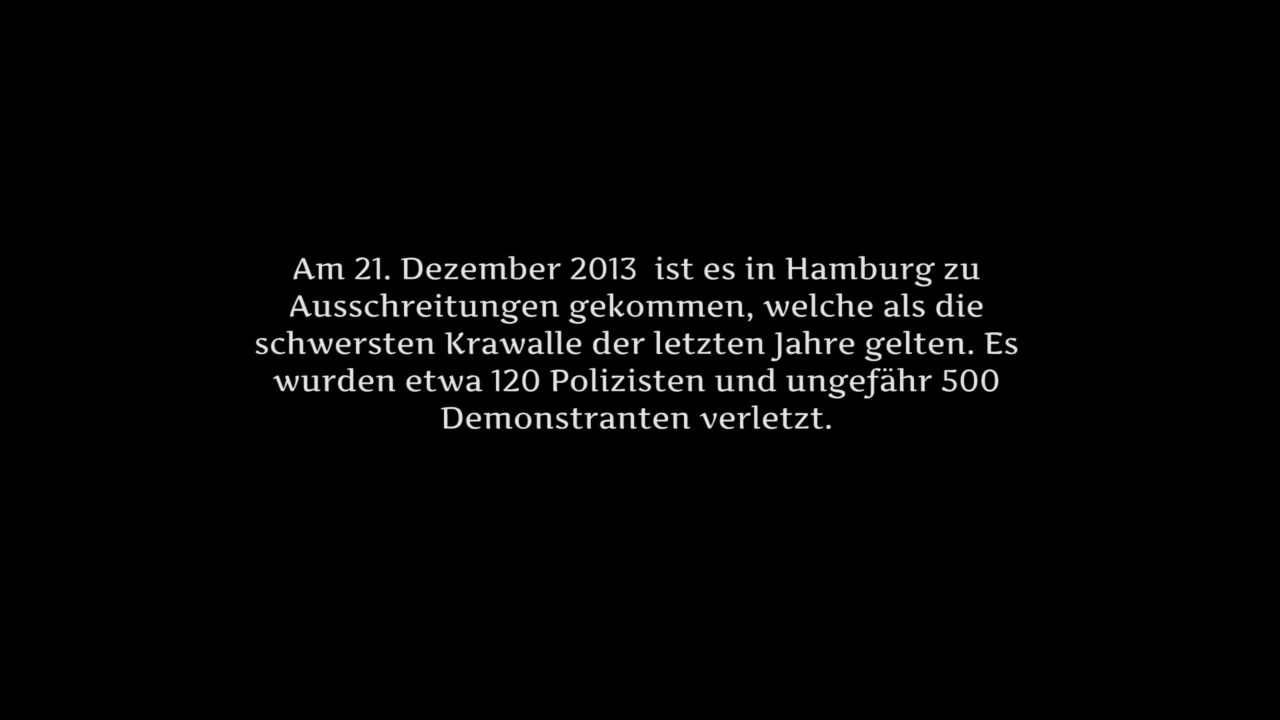 Am 21. Dezember 2013  ist es in Hamburg zu
Ausschreitungen gekommen, welche als die
schwersten Krawalle der letzten Jahre gelten. Es
wurden etwa 120 Polizisten und ungefähr 500
Demonstranten verletzt.